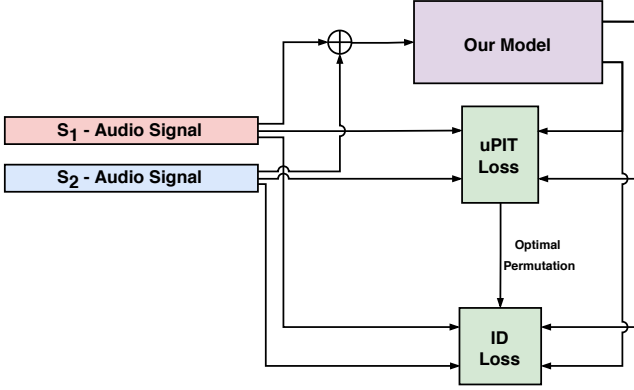 Our Model
S1 - Audio Signal
S2 - Audio Signal
uPIT
Loss
Optimal
Permutation
ID
Loss